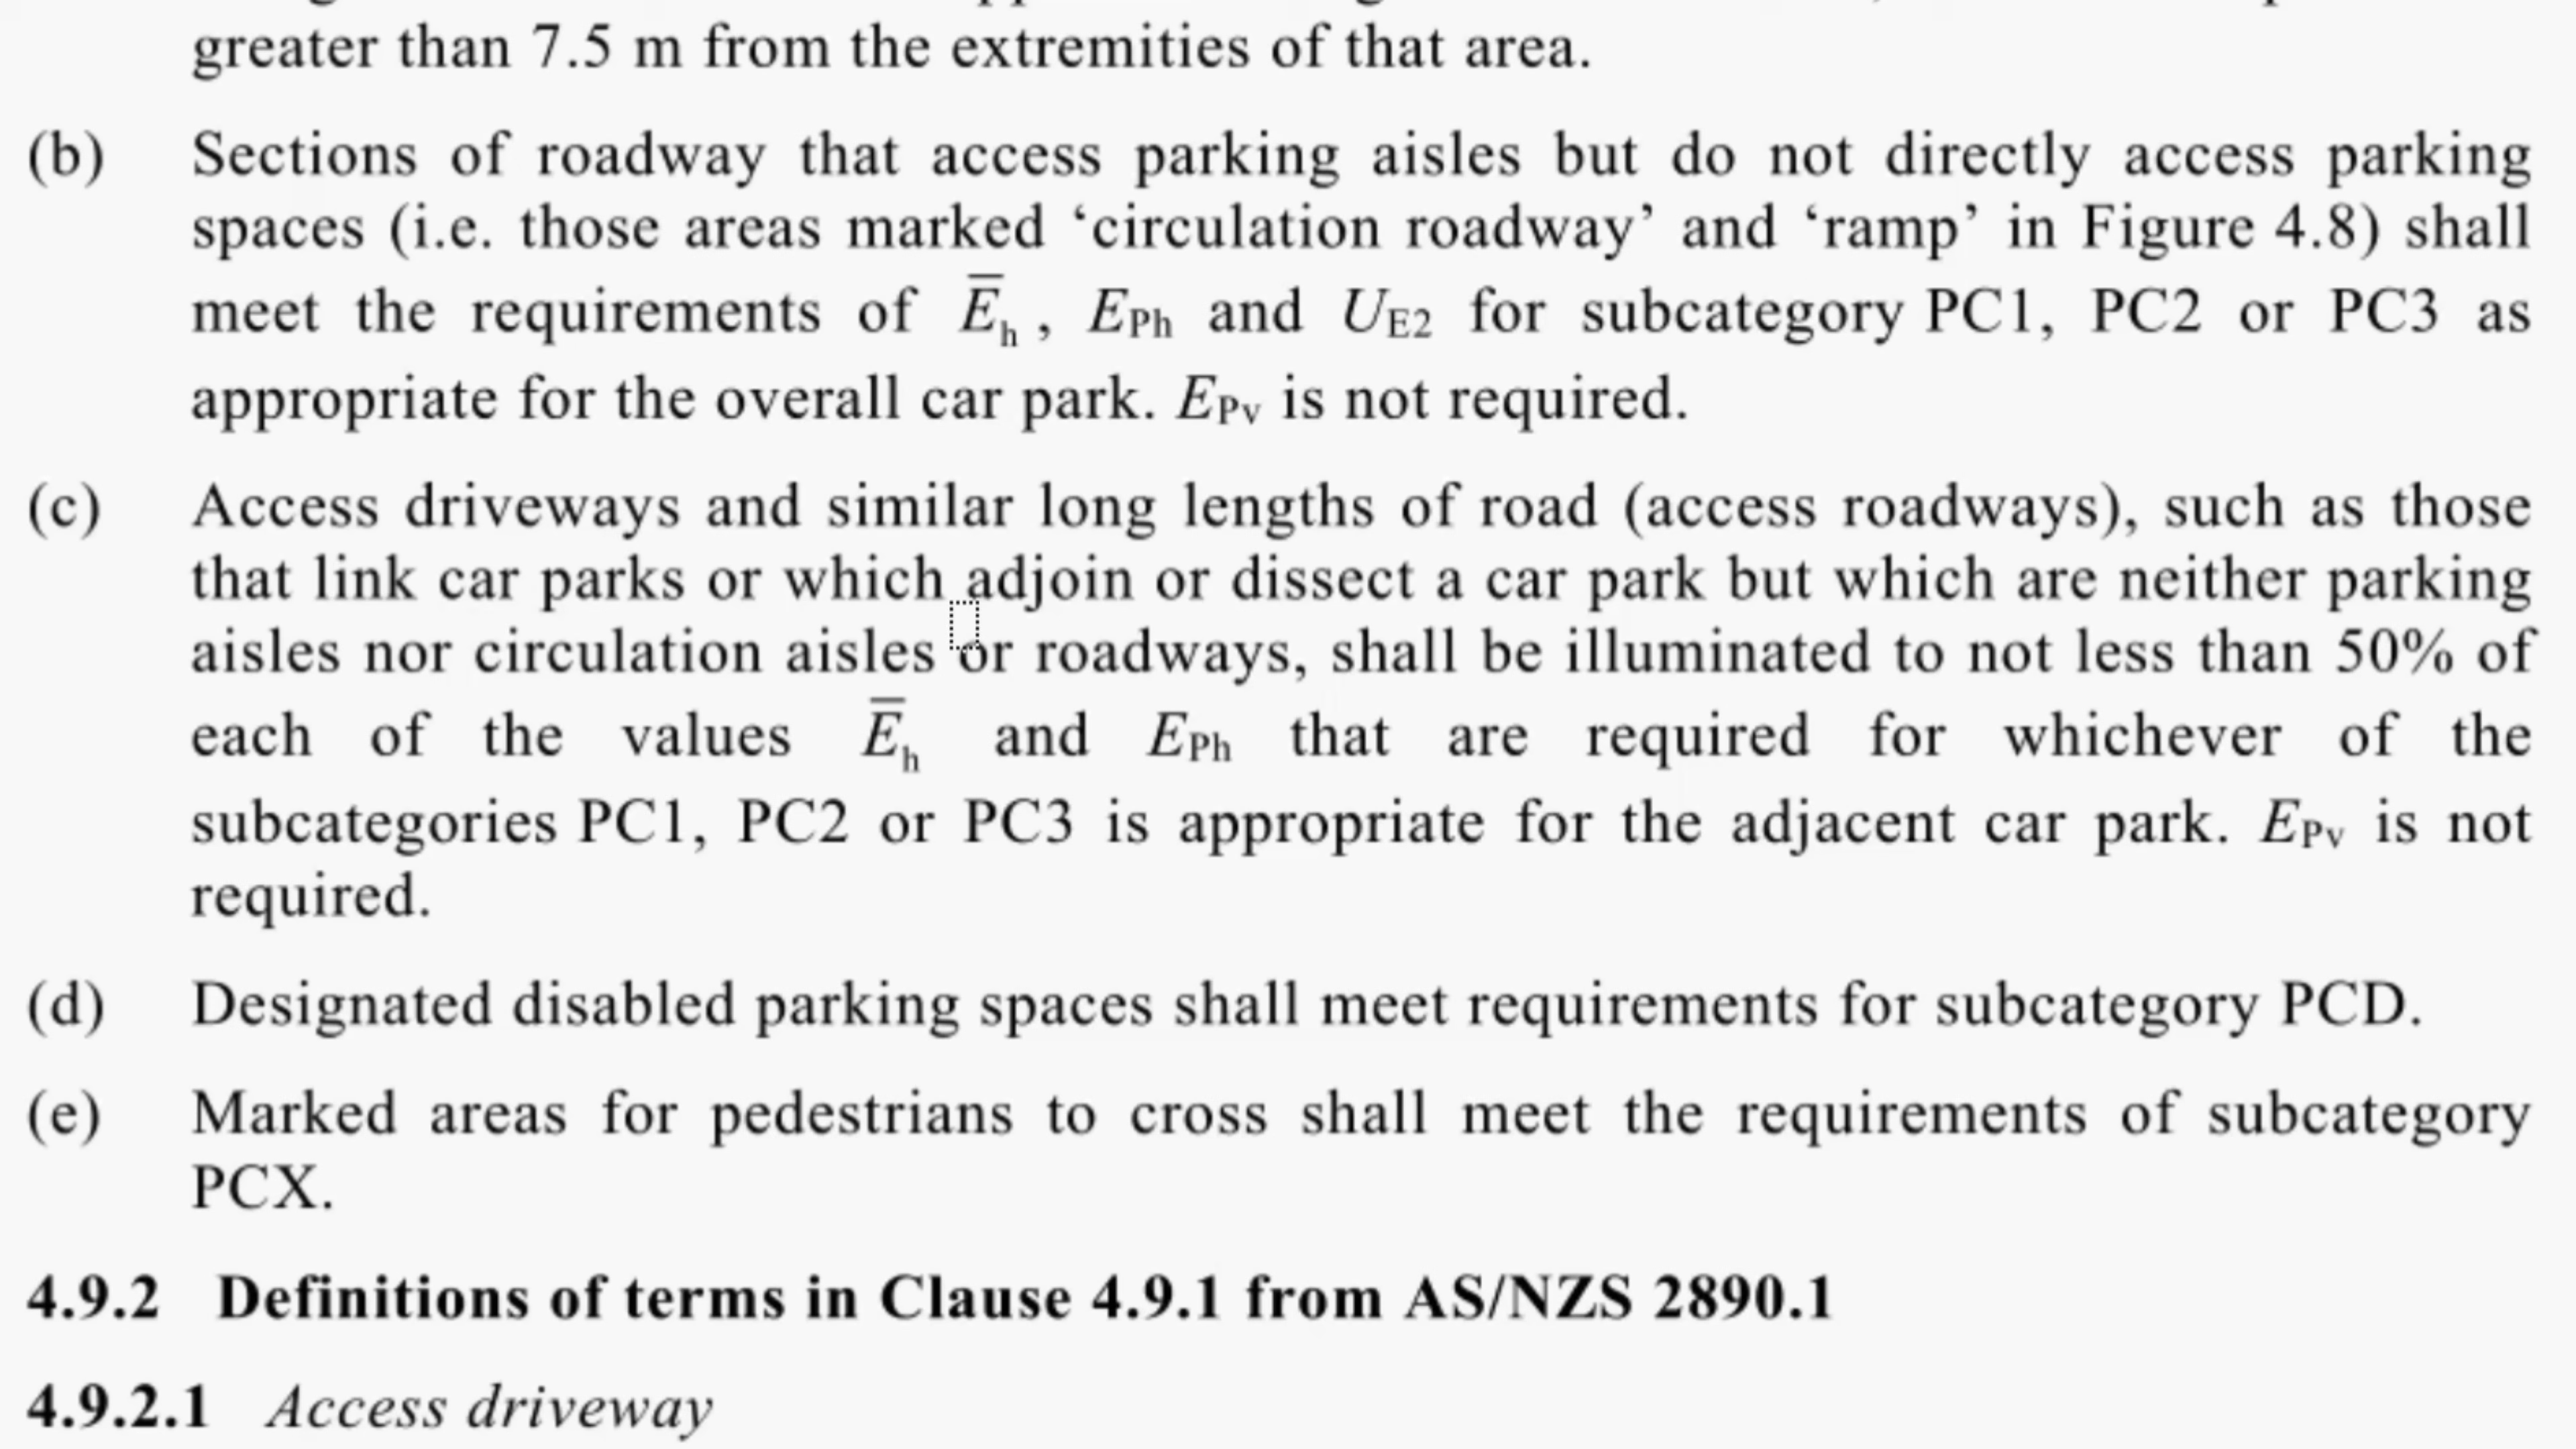 greater than 7.5 m from the extremities of that area.
(b) Sections of roadway that access parking aisles but do not directly access parking
spaces (i.e. those areas marked ‘circulation roadway’ and ‘ramp’ in Figure 4.8) shall
meet the requirements of E̅h , EPh and UE2 for subcategory PC1, PC2 or PC3 as
appropriate for the overall car park. EPv is not required.
(c) Access driveways and similar long lengths of road (access roadways), such as those
that link car parks or which adjoin or dissect a car park but which are neither parking
aisles nor circulation aisles or roadways, shall be illuminated to not less than 50% of
each of the values E̅h and EPh that are required for whichever of the
subcategories PC1, PC2 or PC3 is appropriate for the adjacent car park. EPv is not
required.
(d) Designated disabled parking spaces shall meet requirements for subcategory PCD.
(e) Marked areas for pedestrians to cross shall meet the requirements of subcategory
PCX.
4.9.2 Definitions of terms in Clause 4.9.1 from AS/NZS 2890.1
4.9.2.1 Access driveway